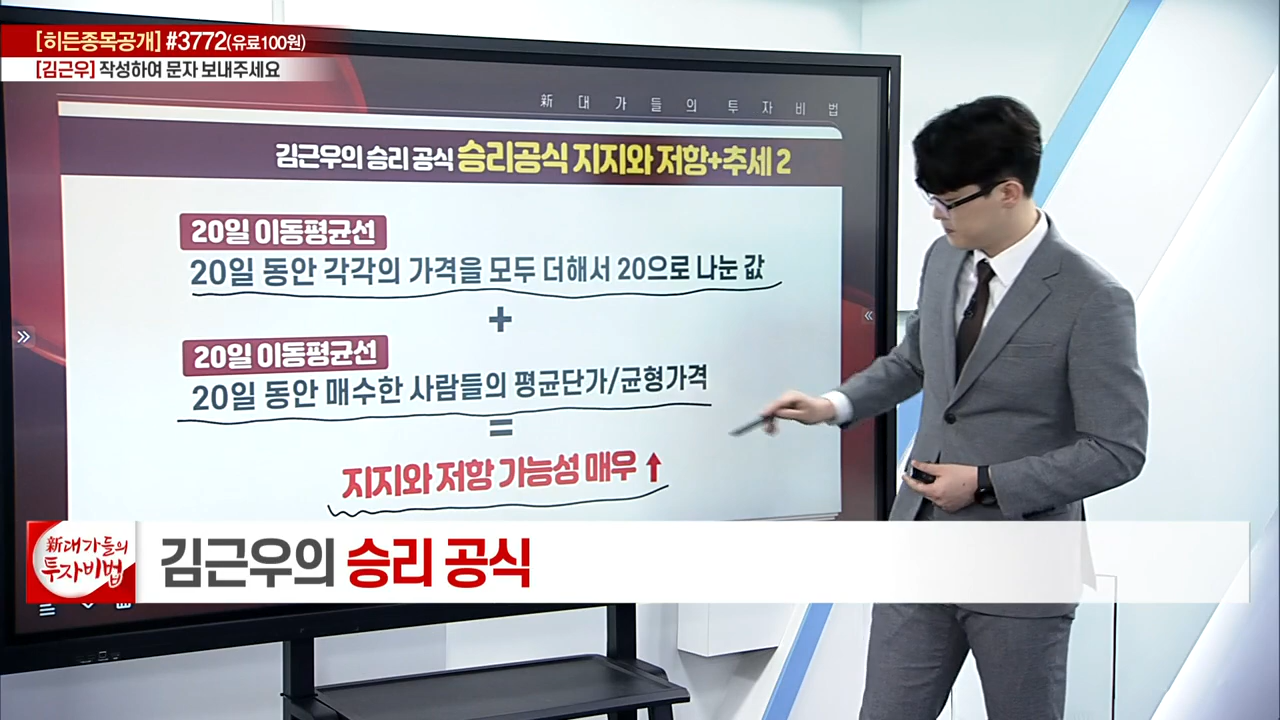 [히든종목공개] #3772(유료100원)
[김근우] 작성하여 문자 보내주세요
新 대 가 들 의 투 자 비 법
김근우의 승리 공식 승리공식 지지와 저항+추세 2
20일 이동평균선
20일 동안 각각의 가격을 모두 더해서 20으로 나눈 값
+
20일 이동평균선
20일 동안 매수한 사람들의 평균단가/균형가격
=
지지와 저항 가능성 매우 ↑
新대가들의
투자비법
김근우의 승리 공식